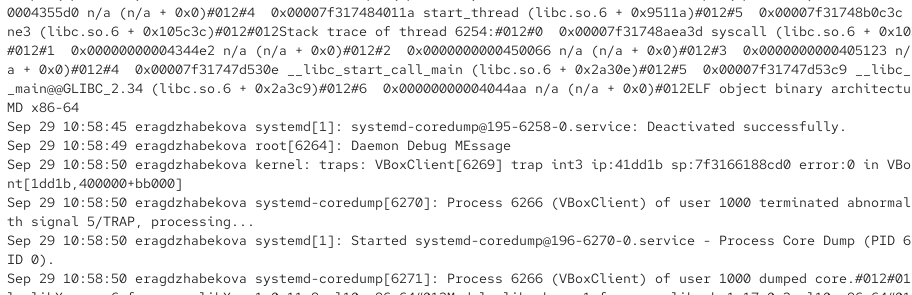 0004355d0 n/a (n/a + 0x0)#012#4  0x00007f317484011a start_thread (libc.so.6 + 0x9511a)#012#5  0x00007f31748b0c3c
ne3 (libc.so.6 + 0x105c3c)#012#012Stack trace of thread 6254:#012#0  0x00007f31748aea3d syscall (libc.so.6 + 0x10
#012#1  0x00000000004344e2 n/a (n/a + 0x0)#012#2  0x0000000000450066 n/a (n/a + 0x0)#012#3  0x0000000000405123 n/
a + 0x0)#012#4  0x00007f31747d530e __libc_start_call_main (libc.so.6 + 0x2a30e)#012#5  0x00007f31747d53c9 __libc_
_main@@GLIBC_2.34 (libc.so.6 + 0x2a3c9)#012#6  0x00000000004044aa n/a (n/a + 0x0)#012ELF object binary architectu
MD x86-64
Sep 29 10:58:45 eragdzhabekova systemd[1]: systemd-coredump@195-6258-0.service: Deactivated successfully.
Sep 29 10:58:49 eragdzhabekova root[6264]: Daemon Debug MEssage
Sep 29 10:58:50 eragdzhabekova kernel: traps: VBoxClient[6269] trap int3 ip:41dd1b sp:7f3166188cd0 error:0 in VBo
nt[1dd1b,400000+bb000]
Sep 29 10:58:50 eragdzhabekova systemd-coredump[6270]: Process 6266 (VBoxClient) of user 1000 terminated abnormal
th signal 5/TRAP, processing...
Sep 29 10:58:50 eragdzhabekova systemd[1]: Started systemd-coredump@196-6270-0.service - Process Core Dump (PID 6
ID 0).
Sep 29 10:58:50 eragdzhabekova systemd-coredump[6271]: Process 6266 (VBoxClient) of user 1000 dumped core.#012#01